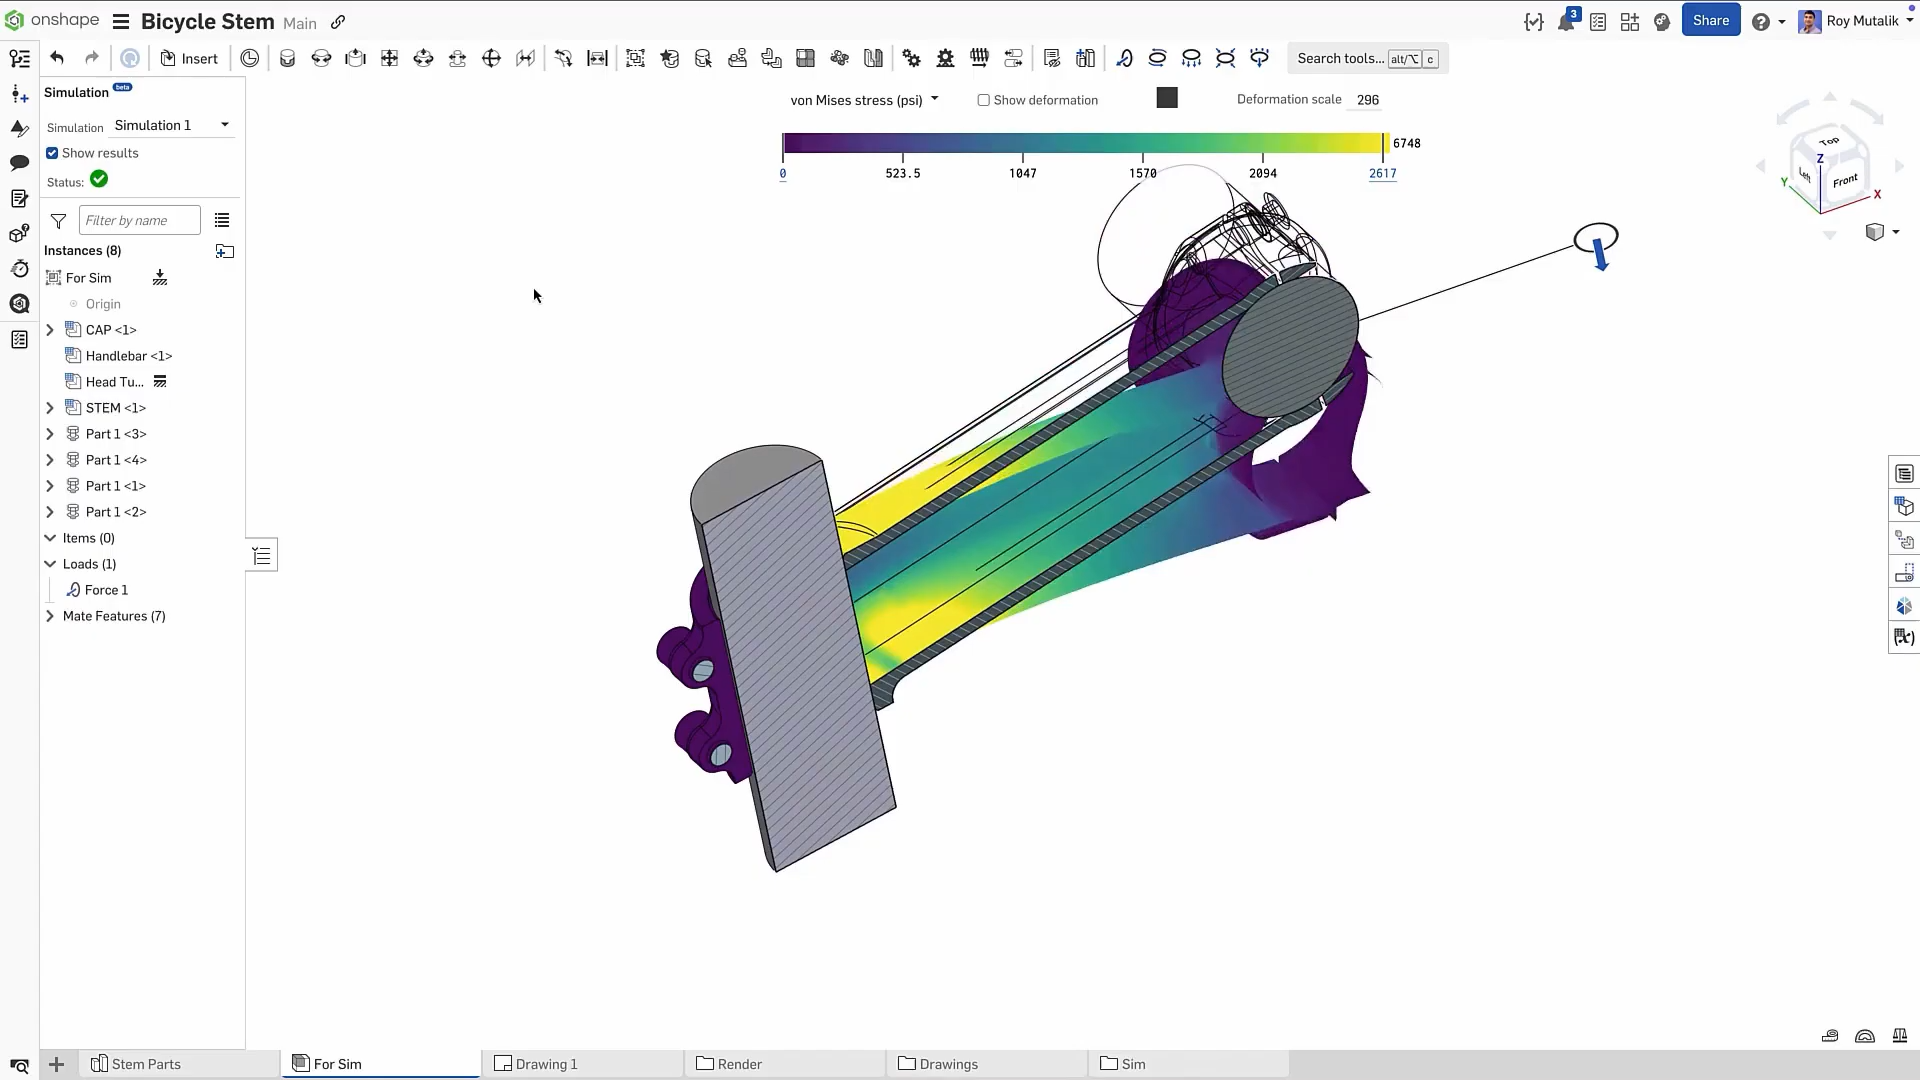 onshape Bicycle Stem Main 3 Share Roy Mutalik
Insert Search tools... alt/⌥ c
Simulation beta
Simulation Simulation 1
Show results
Status:
Filter by name
Instances (8)
For Sim
Origin
CAP <1>
Handlebar <1>
Head Tu...
STEM <1>
Part 1 <3>
Part 1 <4>
Part 1 <1>
Part 1 <2>
Items (0)
Loads (1)
Force 1
Mate Features (7)
von Mises stress (psi) Show deformation Deformation scale 296
6748
0 523.5 1047 1570 2094 2617
Top
Z
Left Front
Y X
(x)
Stem Parts For Sim Drawing 1 Render Drawings Sim